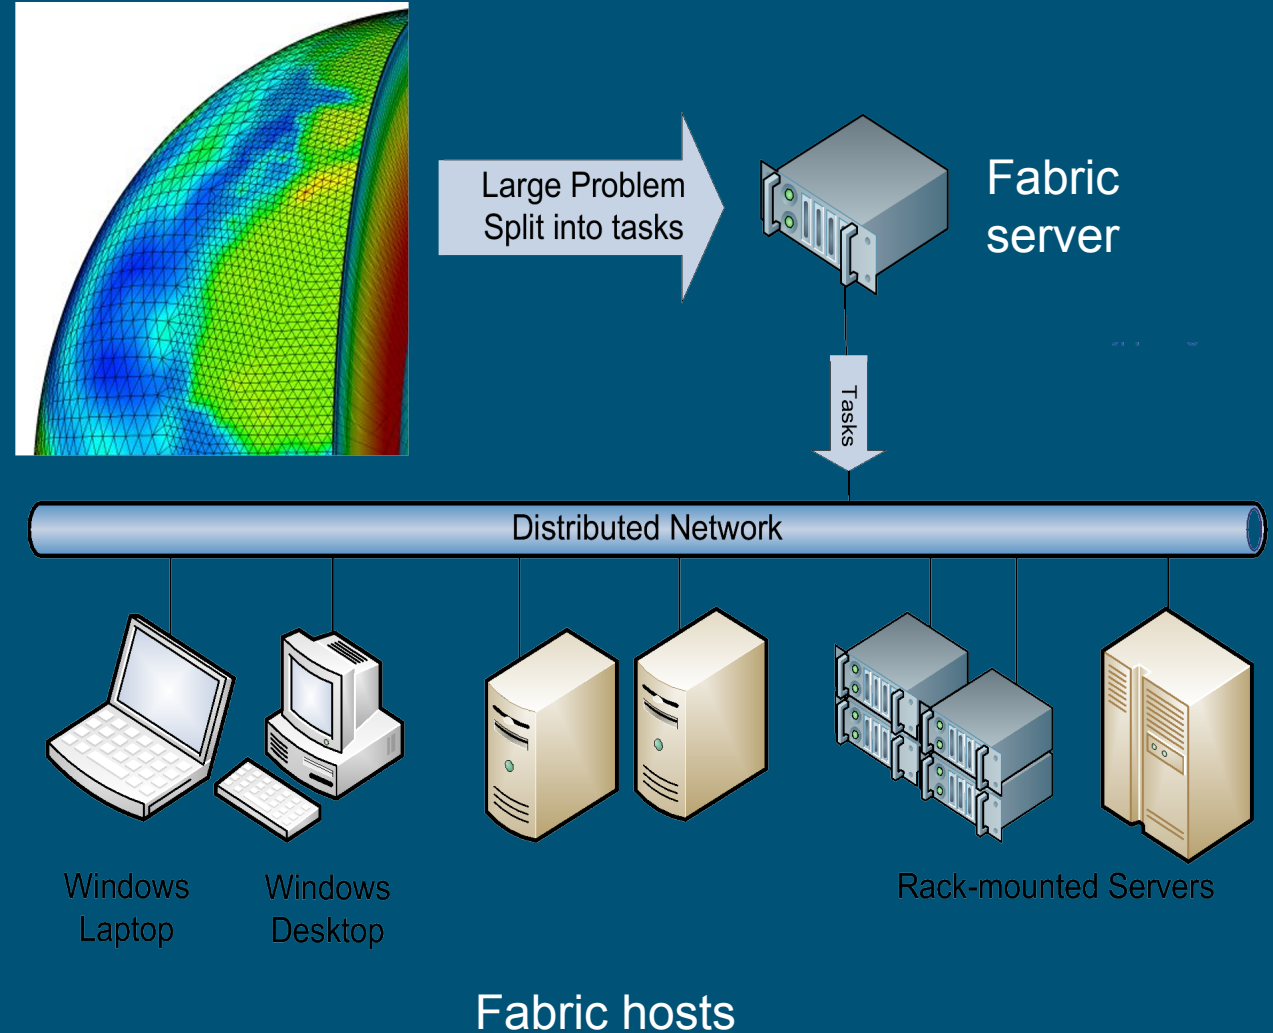 Large Problem
Split into tasks
Fabric
server
Tasks
Distributed Network
Windows
Laptop
Windows
Desktop
Rack-mounted Servers
Fabric hosts